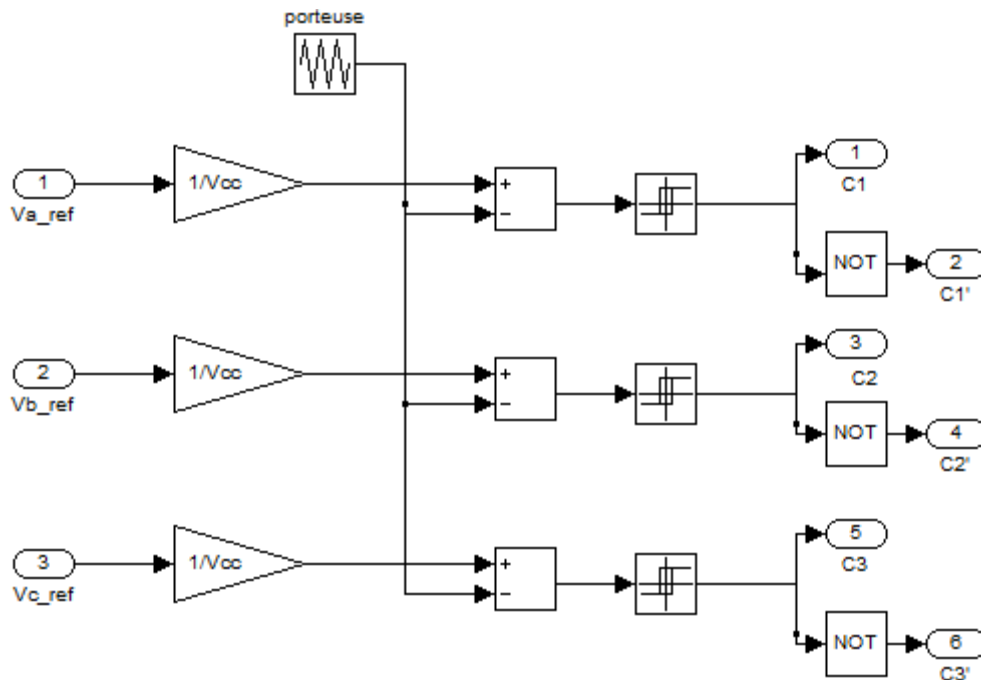 porteuse
1
Va_ref
1/Vcc
+
−
1
C1
NOT
2
C1'
2
Vb_ref
1/Vcc
+
−
3
C2
NOT
4
C2'
3
Vc_ref
1/Vcc
+
−
5
C3
NOT
6
C3'